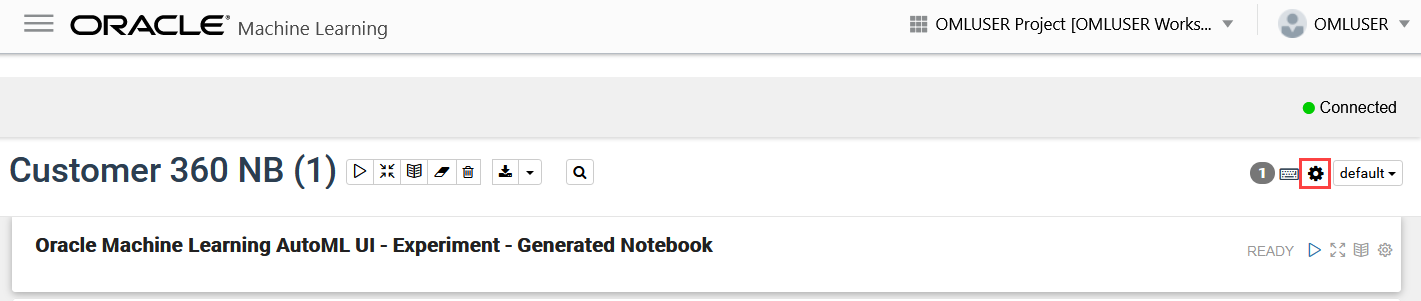 ORACLE® Machine Learning
OMLUSER Project [OMLUSER Works...
OMLUSER
Connected
Customer 360 NB (1)
1
default
Oracle Machine Learning AutoML UI - Experiment - Generated Notebook
READY